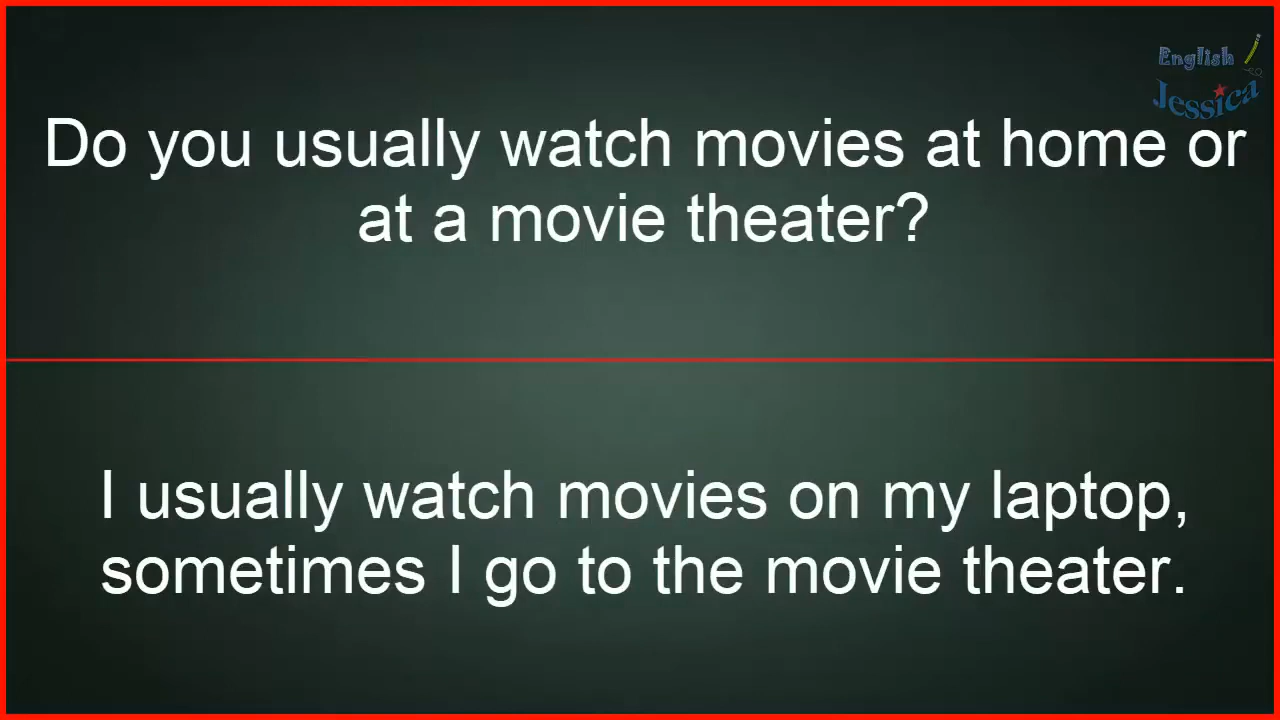 English
Jessica
Do you usually watch movies at home or
at a movie theater?
I usually watch movies on my laptop,
sometimes I go to the movie theater.